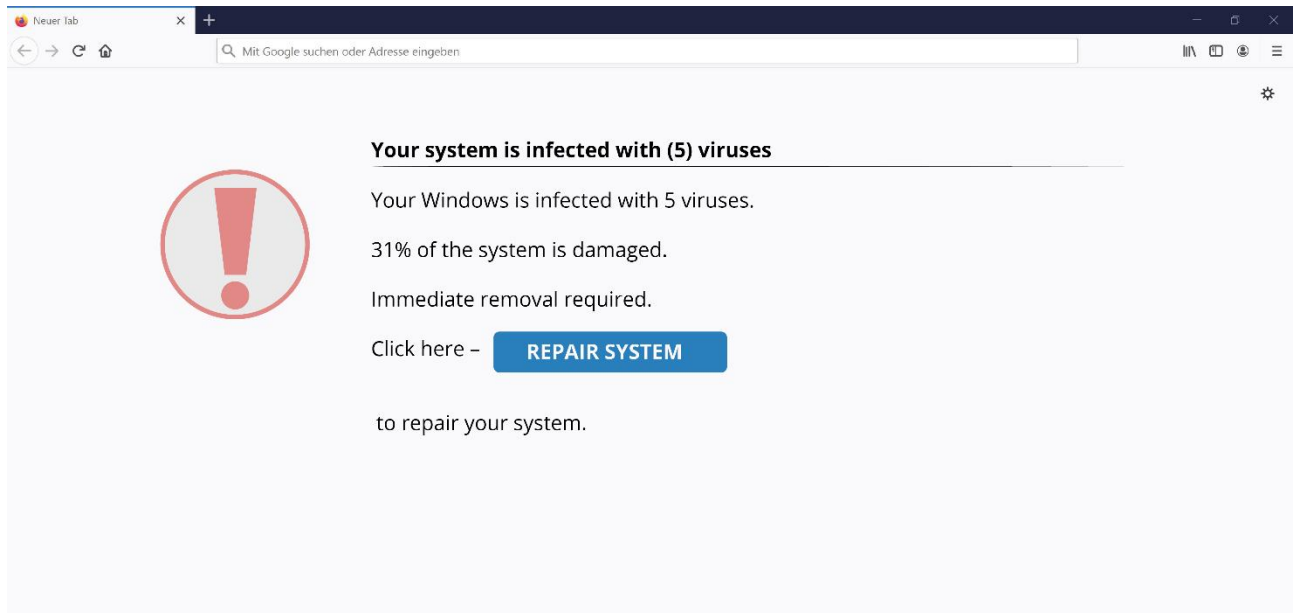 Neuer Tab
Mit Google suchen oder Adresse eingeben
Your system is infected with (5) viruses
Your Windows is infected with 5 viruses.
31% of the system is damaged.
Immediate removal required.
Click here – REPAIR SYSTEM
to repair your system.